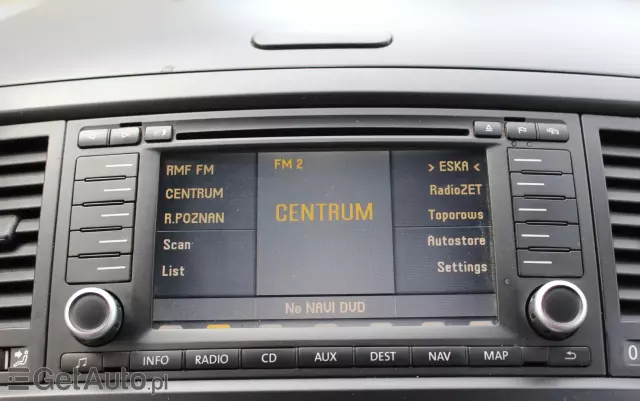 RMF FM
CENTRUM
R.POZNAN
Scan
List
FM 2
CENTRUM
> ESKA <
RadioZET
Toporows
Autostore
Settings
No NAVI DVD
INFO
RADIO
CD
AUX
DEST
NAV
MAP
0
GetAuto.pl